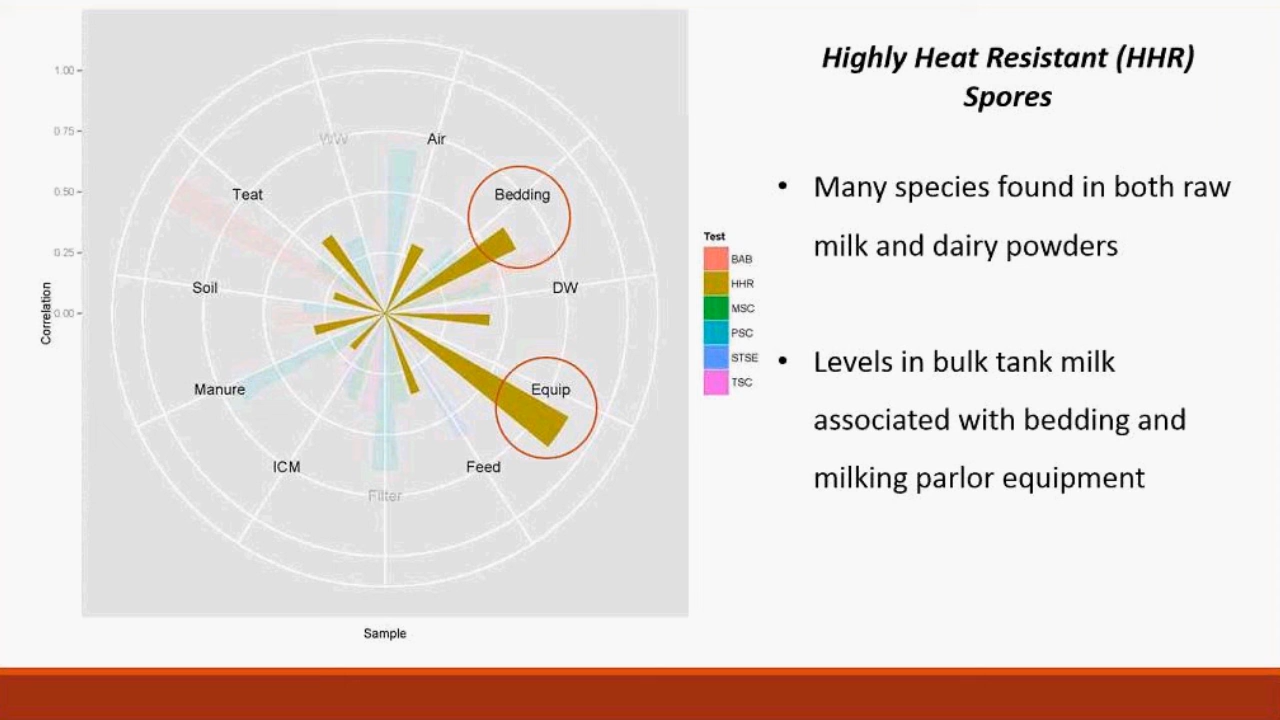 Highly Heat Resistant (HHR)
Spores
1.00
0.75
0.50
0.25
0.00
Correlation
WW
Air
Teat
Bedding
Soil
DW
Manure
Equip
ICM
Feed
Filter
Sample
Test
BAB
HHR
MSC
PSC
STSE
TSC
• Many species found in both raw
milk and dairy powders
• Levels in bulk tank milk
associated with bedding and
milking parlor equipment